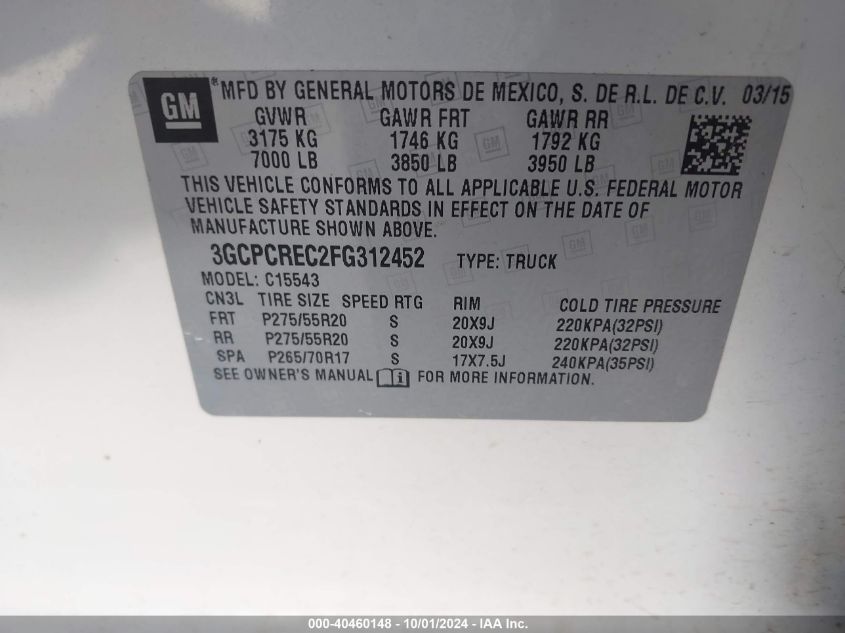 GM
*MFD BY GENERAL MOTORS DE MEXICO, S. DE R.L. DE C.V. 03/15
GVWR GAWR FRT GAWR RR
3175 KG 1746 KG 1792 KG
7000 LB 3850 LB 3950 LB
THIS VEHICLE CONFORMS TO ALL APPLICABLE U.S. FEDERAL MOTOR
VEHICLE SAFETY STANDARDS IN EFFECT ON THE DATE OF
MANUFACTURE SHOWN ABOVE.
3GCPCREC2FG312452 TYPE: TRUCK
MODEL: C15543
CN3L TIRE SIZE SPEED RTG RIM COLD TIRE PRESSURE
FRT P275/55R20 S 20X9J 220KPA(32PSI)
RR P275/55R20 S 20X9J 220KPA(32PSI)
SPA P265/70R17 S 17X7.5J 240KPA(35PSI)
SEE OWNER'S MANUAL FOR MORE INFORMATION.
000-40460148 - 10/01/2024 - IAA Inc.